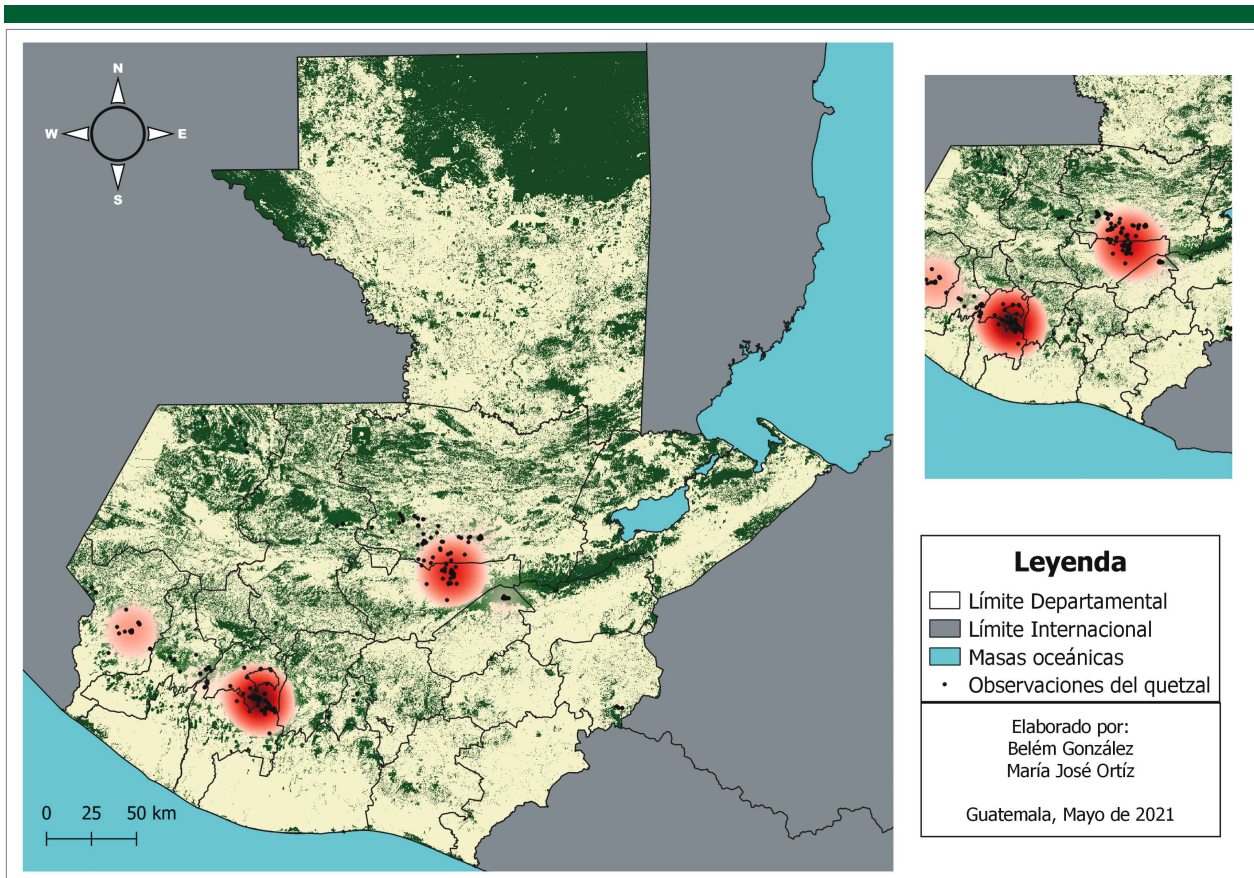 N
W E
S
0 25 50 km
Leyenda
Límite Departamental
Límite Internacional
Masas oceánicas
Observaciones del quetzal
Elaborado por:
Belém González
María José Ortíz
Guatemala, Mayo de 2021